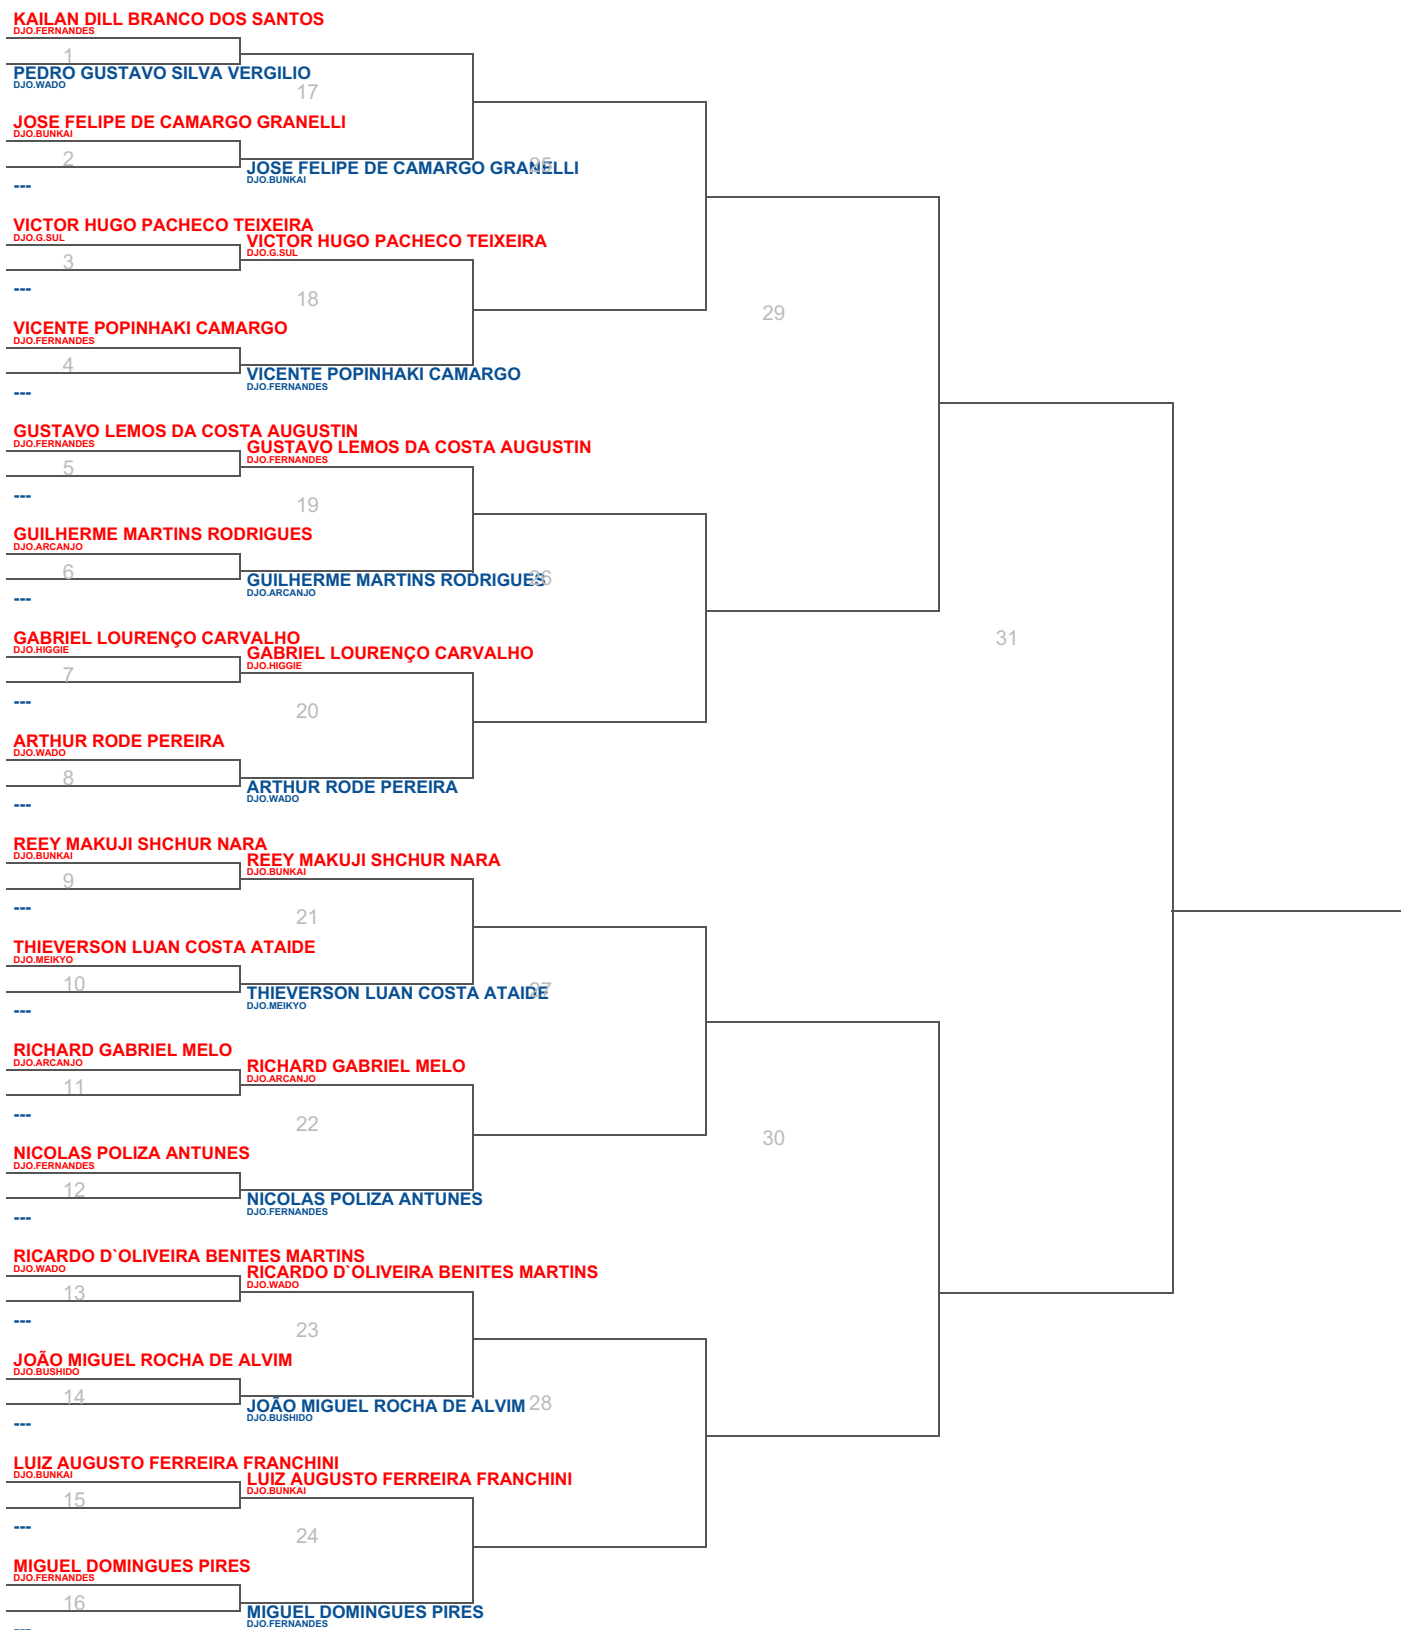 KAILAN DILL BRANCO DOS SANTOS
DJO.FERNANDES
1
PEDRO GUSTAVO SILVA VERGILIO
DJO.WADO
17
JOSE FELIPE DE CAMARGO GRANELLI
DJO.BUNKAI
2
---
JOSE FELIPE DE CAMARGO GRANELLI
DJO.BUNKAI
25
VICTOR HUGO PACHECO TEIXEIRA
DJO.G.SUL
3
---
VICTOR HUGO PACHECO TEIXEIRA
DJO.G.SUL
18
29
VICENTE POPINHAKI CAMARGO
DJO.FERNANDES
4
---
VICENTE POPINHAKI CAMARGO
DJO.FERNANDES
GUSTAVO LEMOS DA COSTA AUGUSTIN
DJO.FERNANDES
5
---
GUSTAVO LEMOS DA COSTA AUGUSTIN
DJO.FERNANDES
19
GUILHERME MARTINS RODRIGUES
DJO.ARCANJO
6
---
GUILHERME MARTINS RODRIGUES
DJO.ARCANJO
26
GABRIEL LOURENÇO CARVALHO
DJO.HIGGIE
7
---
GABRIEL LOURENÇO CARVALHO
DJO.HIGGIE
20
31
ARTHUR RODE PEREIRA
DJO.WADO
8
---
ARTHUR RODE PEREIRA
DJO.WADO
REEY MAKUJI SHCHUR NARA
DJO.BUNKAI
9
---
REEY MAKUJI SHCHUR NARA
DJO.BUNKAI
21
THIEVERSON LUAN COSTA ATAIDE
DJO.MEIKYO
10
---
THIEVERSON LUAN COSTA ATAIDE
DJO.MEIKYO
27
RICHARD GABRIEL MELO
DJO.ARCANJO
11
---
RICHARD GABRIEL MELO
DJO.ARCANJO
22
30
NICOLAS POLIZA ANTUNES
DJO.FERNANDES
12
---
NICOLAS POLIZA ANTUNES
DJO.FERNANDES
RICARDO D`OLIVEIRA BENITES MARTINS
DJO.WADO
13
---
RICARDO D`OLIVEIRA BENITES MARTINS
DJO.WADO
23
JOÃO MIGUEL ROCHA DE ALVIM
DJO.BUSHIDO
14
---
JOÃO MIGUEL ROCHA DE ALVIM
DJO.BUSHIDO
28
LUIZ AUGUSTO FERREIRA FRANCHINI
DJO.BUNKAI
15
---
LUIZ AUGUSTO FERREIRA FRANCHINI
DJO.BUNKAI
24
MIGUEL DOMINGUES PIRES
DJO.FERNANDES
16
---
MIGUEL DOMINGUES PIRES
DJO.FERNANDES